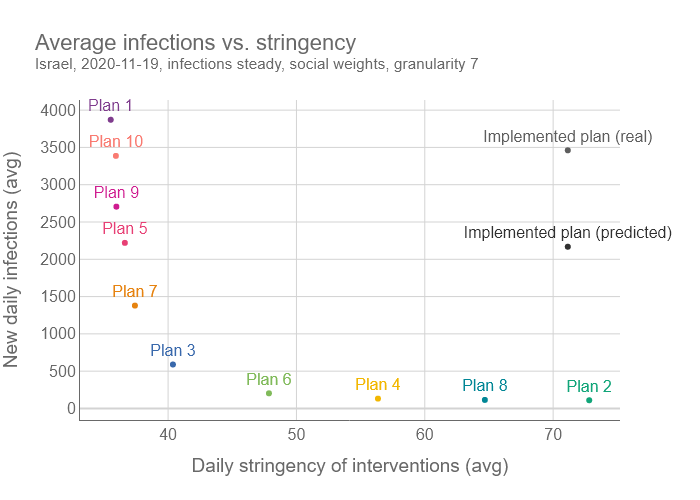 Average infections vs. stringency
Israel, 2020-11-19, infections steady, social weights, granularity 7
New daily infections (avg)
4000
3500
3000
2500
2000
1500
1000
500
0
Plan 1
Plan 10
Implemented plan (real)
Plan 9
Plan 5
Implemented plan (predicted)
Plan 7
Plan 3
Plan 6
Plan 4
Plan 8
Plan 2
40
50
60
70
Daily stringency of interventions (avg)